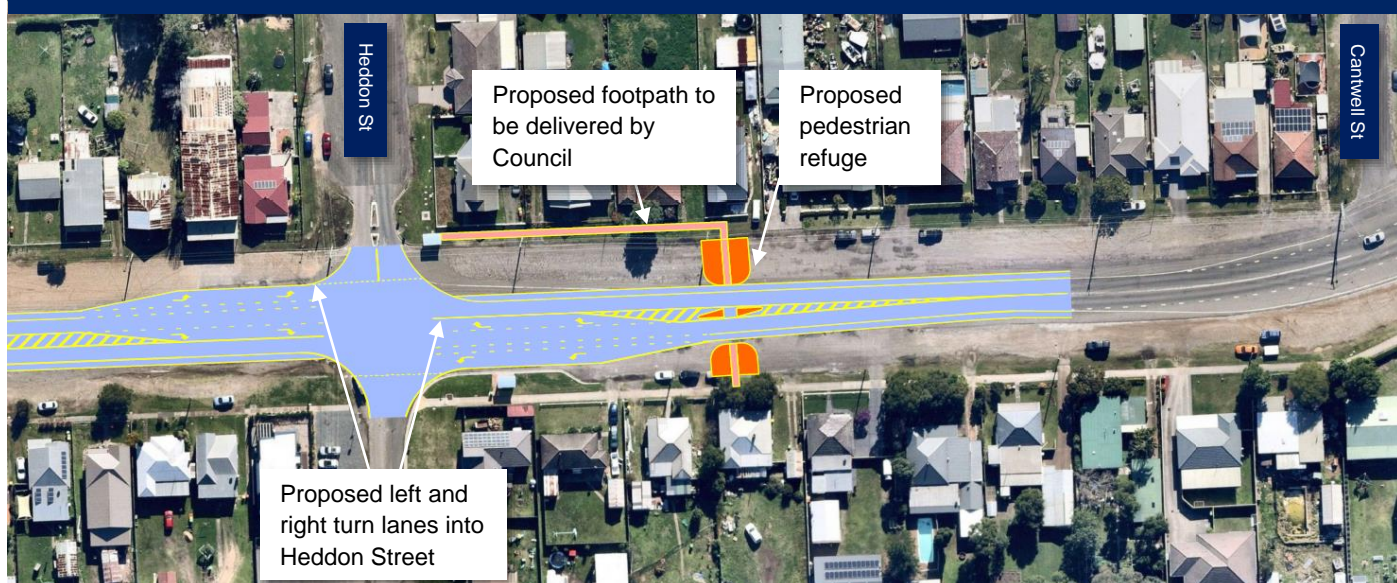 Heddon St
Cantwell St
Proposed footpath to
be delivered by
Council
Proposed
pedestrian
refuge
Proposed left and
right turn lanes into
Heddon Street